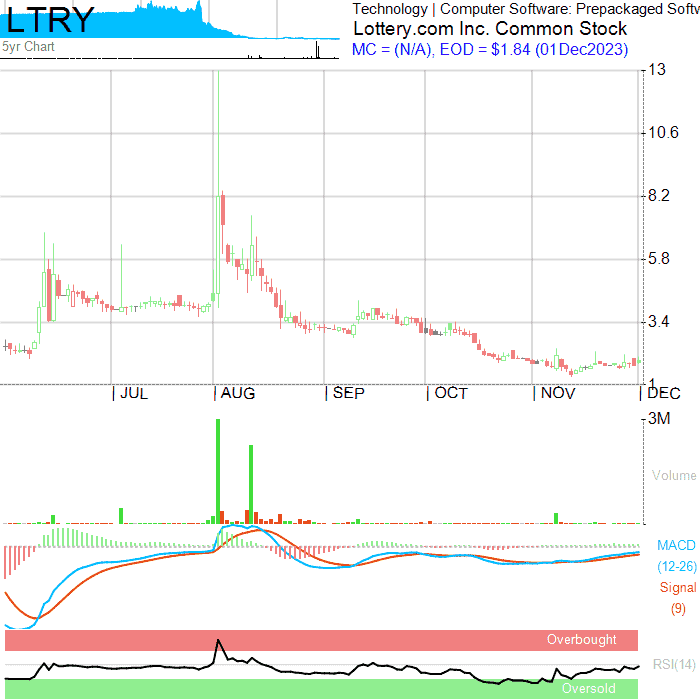 LTRY
5yr Chart
Technology | Computer Software: Prepackaged Softw
Lottery.com Inc. Common Stock
MC = (N/A), EOD = $1.84 (01Dec2023)
13
10.6
8.2
5.8
3.4
1
JUL
AUG
SEP
OCT
NOV
DEC
3M
Volume
MACD
(12-26)
Signal
(9)
Overbought
RSI(14)
Oversold